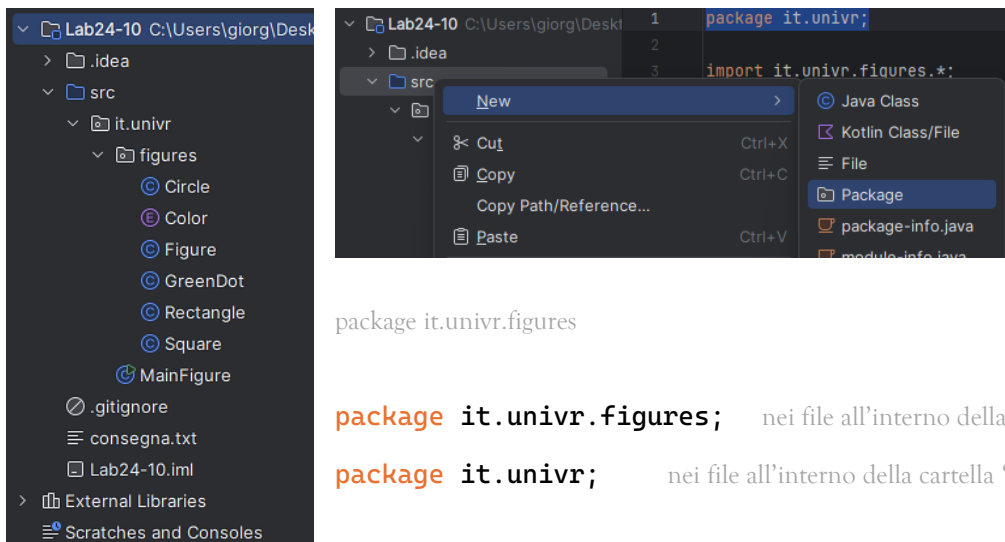 Lab24-10 C:\Users\giorg\Desk
.idea
src
it.univr
figures
Circle
Color
Figure
GreenDot
Rectangle
Square
MainFigure
.gitignore
consegna.txt
Lab24-10.iml
External Libraries
Scratches and Consoles
Lab24-10 C:\Users\giorg\Deskt
.idea
src
1 package it.univr;
2
3 import it.univr.figures.*;
New
Cut Ctrl+X
Copy Ctrl+C
Copy Path/Reference...
Paste Ctrl+V
Java Class
Kotlin Class/File
File
Package
package-info.java
module-info.java
package it.univr.figures
package it.univr.figures; nei file all'interno della
package it.univr; nei file all'interno della cartella "